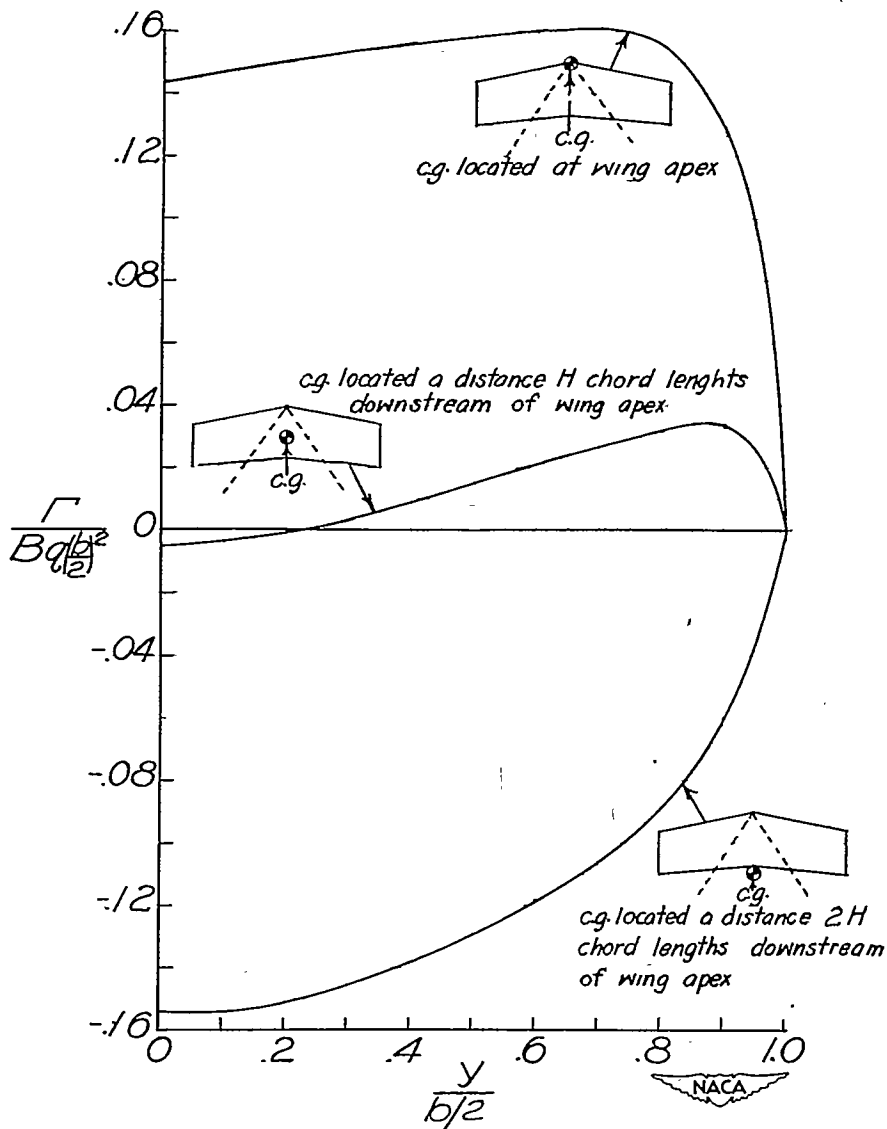 .16
.12
.08
.04
0
-.04
-.08
-.12
-.16
Γ
Bq(b/2)²
c.g.
c.g. located at wing apex
c.g. located a distance H chord lenghts
downstream of wing apex.
c.g.
c.g.
c.g. located a distance 2H
chord lengths downstream
of wing apex
0 .2 .4 .6 .8 1.0
y
b/2
NACA